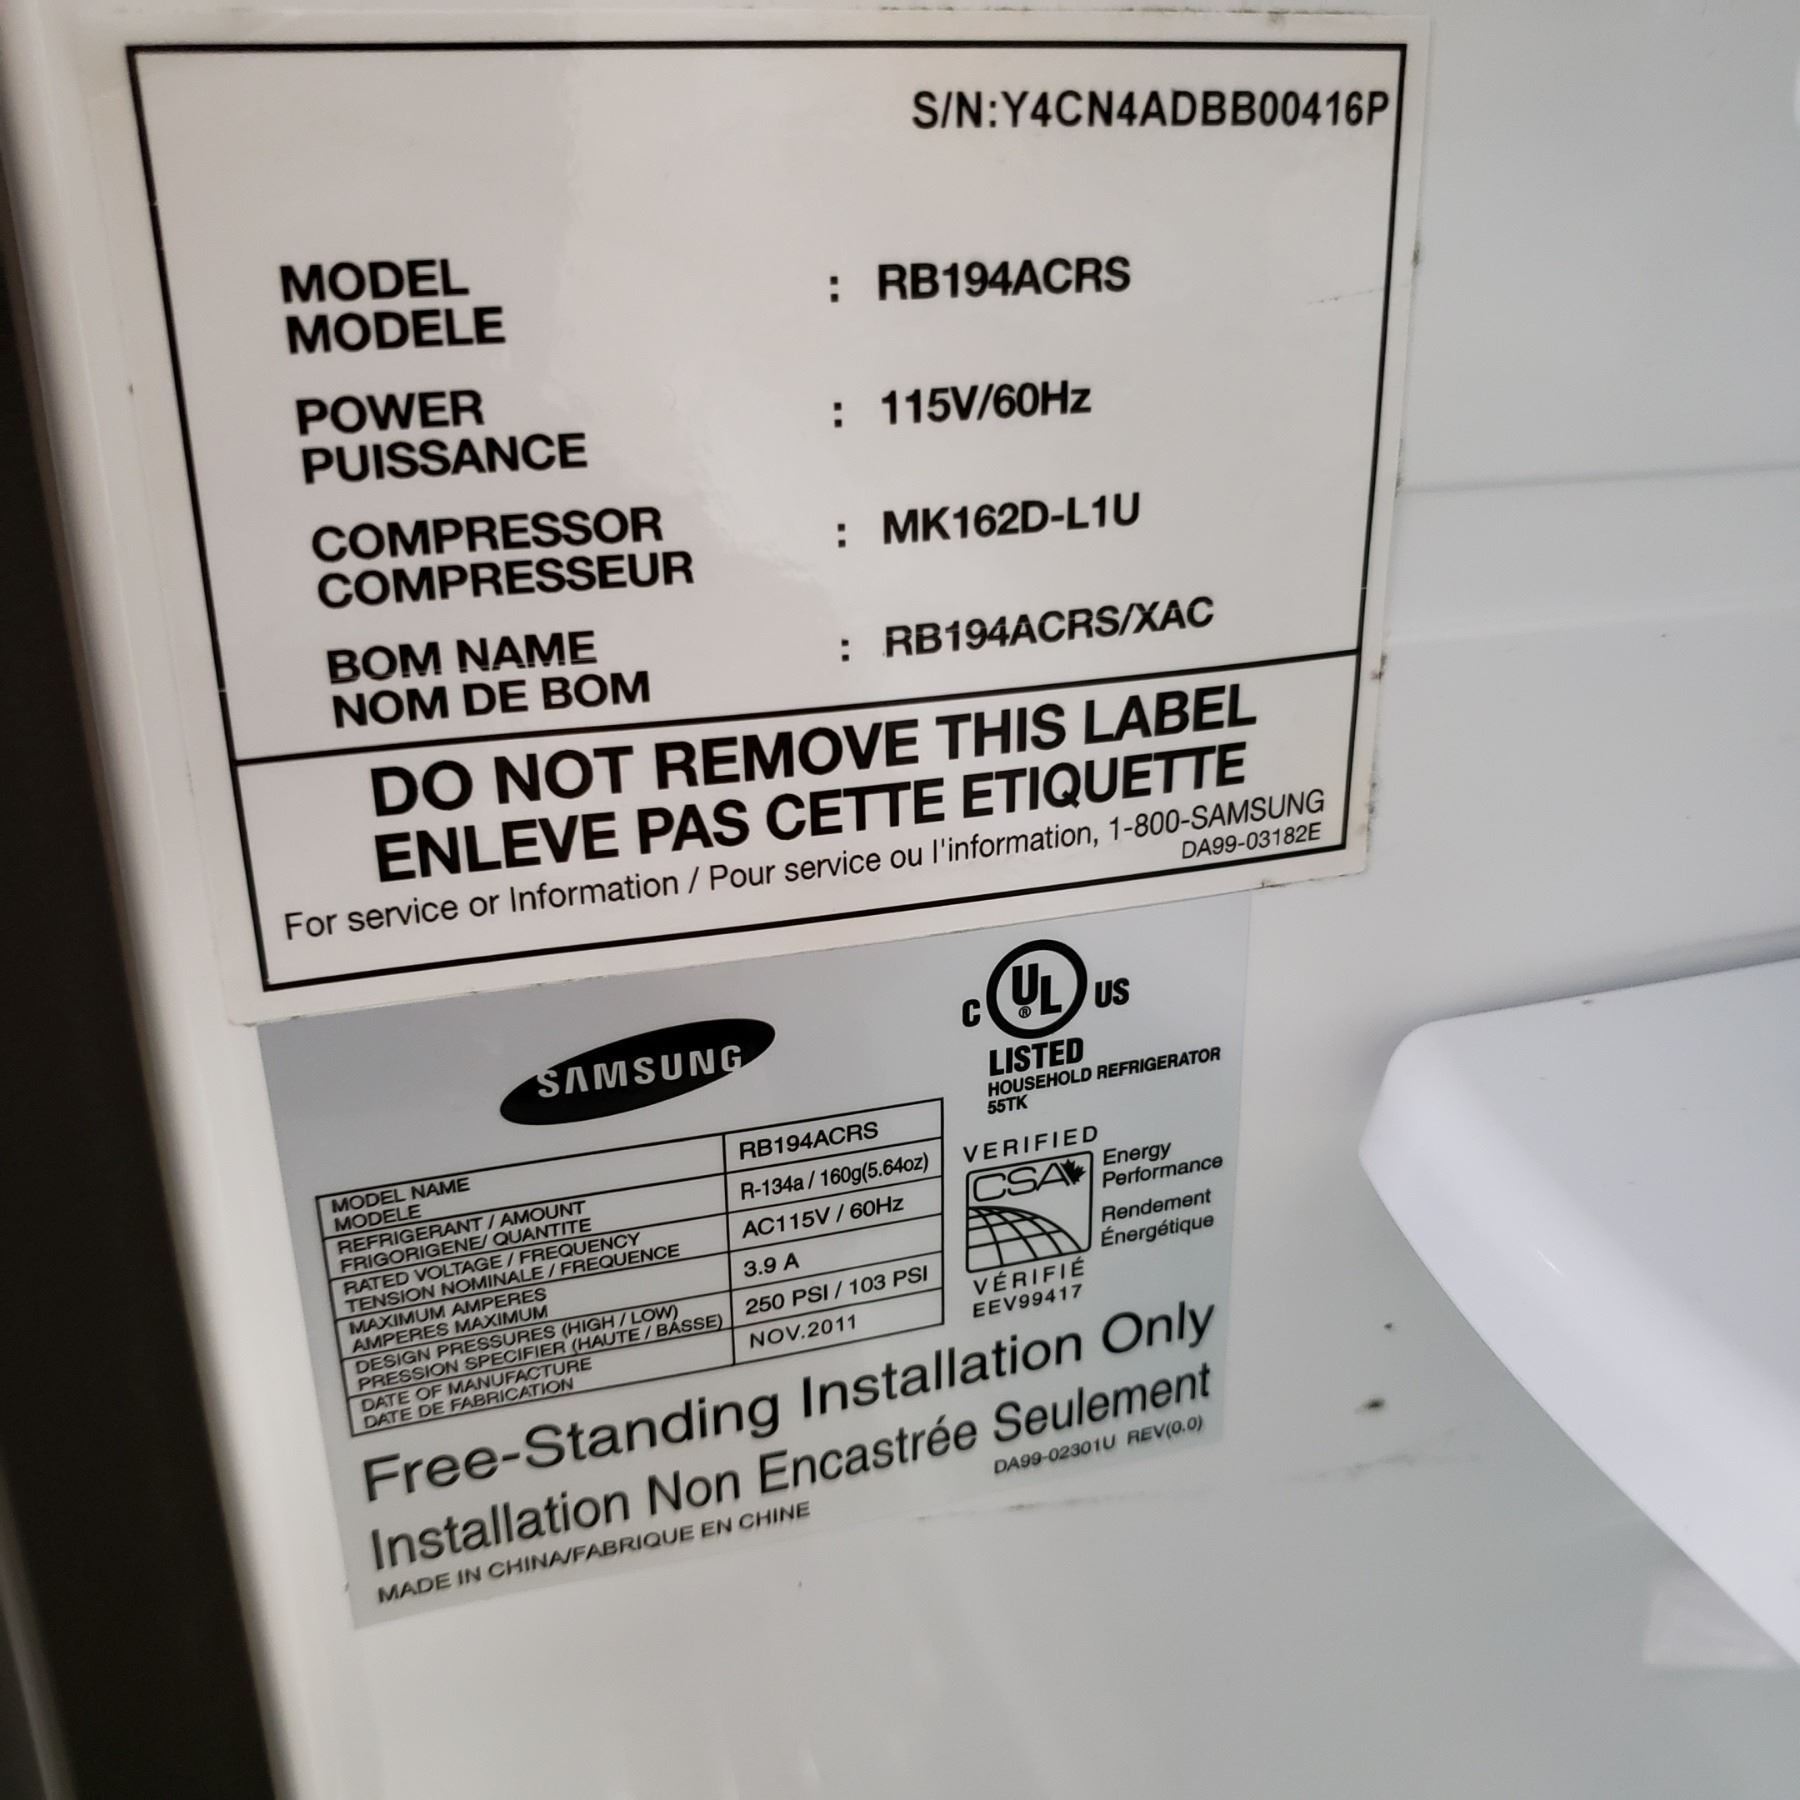 S/N:Y4CN4ADBB00416P
MODEL : RB194ACRS
MODELE
POWER : 115V/60Hz
PUISSANCE
COMPRESSOR : MK162D-L1U
COMPRESSEUR
BOM NAME : RB194ACRS/XAC
NOM DE BOM
DO NOT REMOVE THIS LABEL
ENLEVE PAS CETTE ETIQUETTE
For service or Information / Pour service ou l'information, 1-800-SAMSUNG
DA99-03182E
SAMSUNG
C UL ® US
LISTED
HOUSEHOLD REFRIGERATOR
55TK
MODEL NAME RB194ACRS
MODELE
REFRIGERANT / AMOUNT R-134a / 160g(5.64oz)
FRIGORIGENE/ QUANTITE
RATED VOLTAGE / FREQUENCY AC115V / 60Hz
TENSION NOMINALE / FREQUENCE
MAXIMUM AMPERES 3.9 A
AMPERES MAXIMUM
DESIGN PRESSURES (HIGH / LOW) 250 PSI / 103 PSI
PRESSION SPECIFIER (HAUTE / BASSE)
DATE OF MANUFACTURE NOV.2011
DATE DE FABRICATION
VERIFIED
CSA
Energy
Performance
Rendement
Énergétique
VÉRIFIÉ
EEV99417
Free-Standing Installation Only
Installation Non Encastrée Seulement
DA99-02301U REV(0.0)
MADE IN CHINA/FABRIQUE EN CHINE